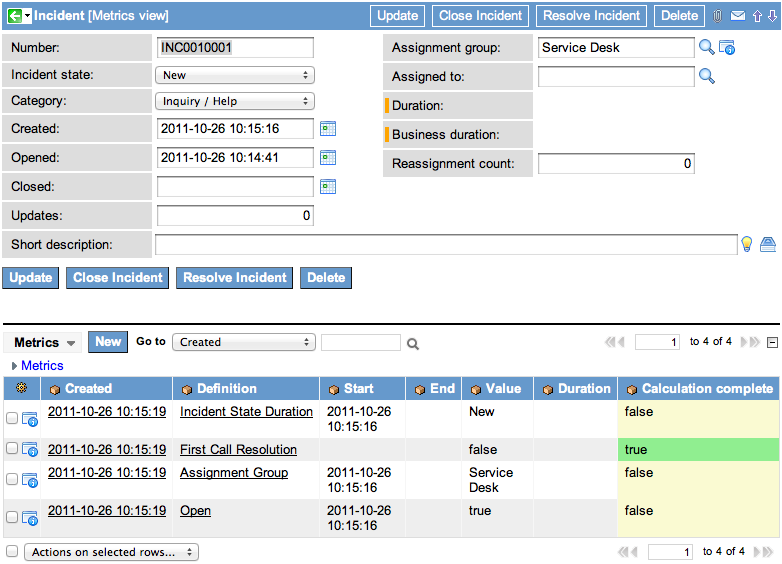 Incident [Metrics view] Update Close Incident Resolve Incident Delete
Number: INC0010001 Assignment group: Service Desk
Incident state: New Assigned to:
Category: Inquiry / Help Duration:
Created: 2011-10-26 10:15:16 Business duration:
Opened: 2011-10-26 10:14:41 Reassignment count: 0
Closed:
Updates: 0
Short description:
Update Close Incident Resolve Incident Delete
Metrics New Go to Created 1 to 4 of 4
Metrics
Created Definition Start End Value Duration Calculation complete
2011-10-26 10:15:19 Incident State Duration 2011-10-26 New false
10:15:16
2011-10-26 10:15:19 First Call Resolution false true
2011-10-26 10:15:19 Assignment Group 2011-10-26 Service false
10:15:16 Desk
2011-10-26 10:15:19 Open 2011-10-26 true false
10:15:16
Actions on selected rows... 1 to 4 of 4